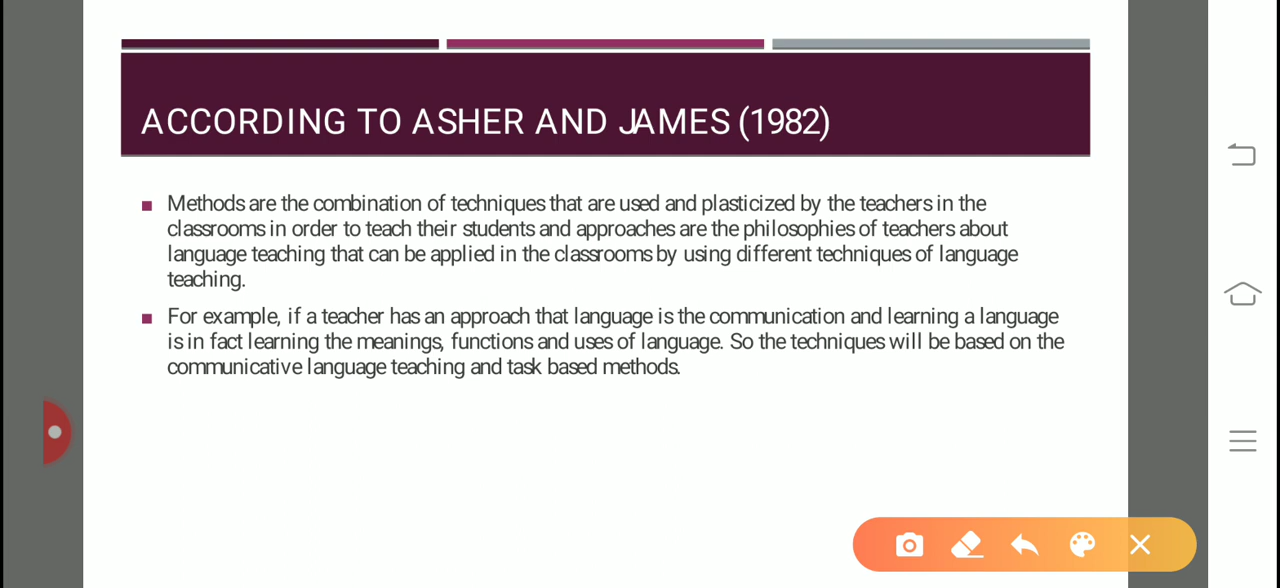 ACCORDING TO ASHER AND JAMES (1982)
Methods are the combination of techniques that are used and plasticized by the teachers in the
classrooms in order to teach their students and approaches are the philosophies of teachers about
language teaching that can be applied in the classrooms by using different techniques of language
teaching.
For example, if a teacher has an approach that language is the communication and learning a language
is in fact learning the meanings, functions and uses of language. So the techniques will be based on the
communicative language teaching and task based methods.